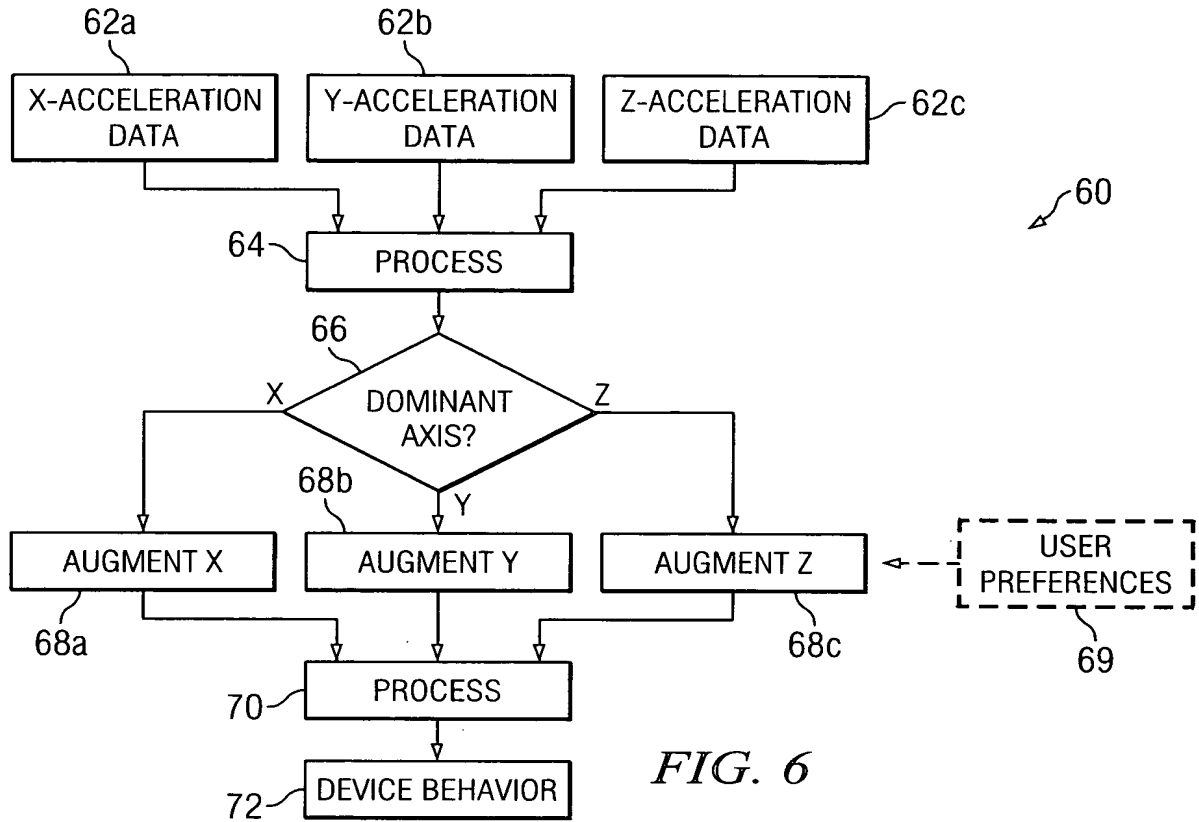 62a
62b
X-ACCELERATION
DATA
Y-ACCELERATION
DATA
Z-ACCELERATION
DATA
62c
60
64
PROCESS
66
X
DOMINANT
AXIS?
Z
Y
68b
AUGMENT X
AUGMENT Y
AUGMENT Z
USER
PREFERENCES
68a
68c
69
70
PROCESS
72
DEVICE BEHAVIOR
FIG. 6